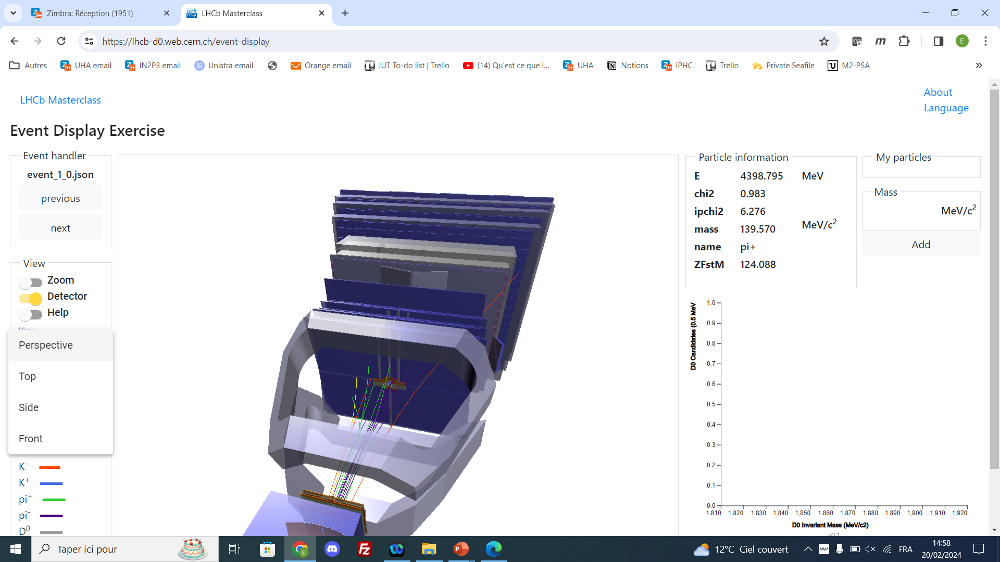 Zimbra: Réception (1951)
LHCb Masterclass
https://lhcb-d0.web.cern.ch/event-display
Autres
UHA email
IN2P3 email
Unistra email
Orange email
IUT To-do list | Trello
(14) Qu'est ce que l...
UHA
Notions
IPHC
Trello
Private Seafile
M2-PSA
LHCb Masterclass
About
Language
Event Display Exercise
Event handler
event_1_0.json
previous
next
View
Zoom
Detector
Help
Perspective
Top
Side
Front
K-
K+
pi+
pi-
D0
Particle information
E 4398.795 MeV
chi2 0.983
ipchi2 6.276
mass 139.570 MeV/c2
name pi+
ZFstM 124.088
My particles
Mass
MeV/c2
Add
D0 Candidates (0.5 MeV
1.0
0.9
0.8
0.7
0.6
0.5
0.4
0.3
0.2
0.1
0.0
1,810 1,820 1,830 1,840 1,850 1,860 1,870 1,880 1,890 1,900 1,910 1,920
D0 Invariant Mass (MeV/c2)
v0.1
Taper ici pour
12°C Ciel couvert
FRA
14:58
20/02/2024